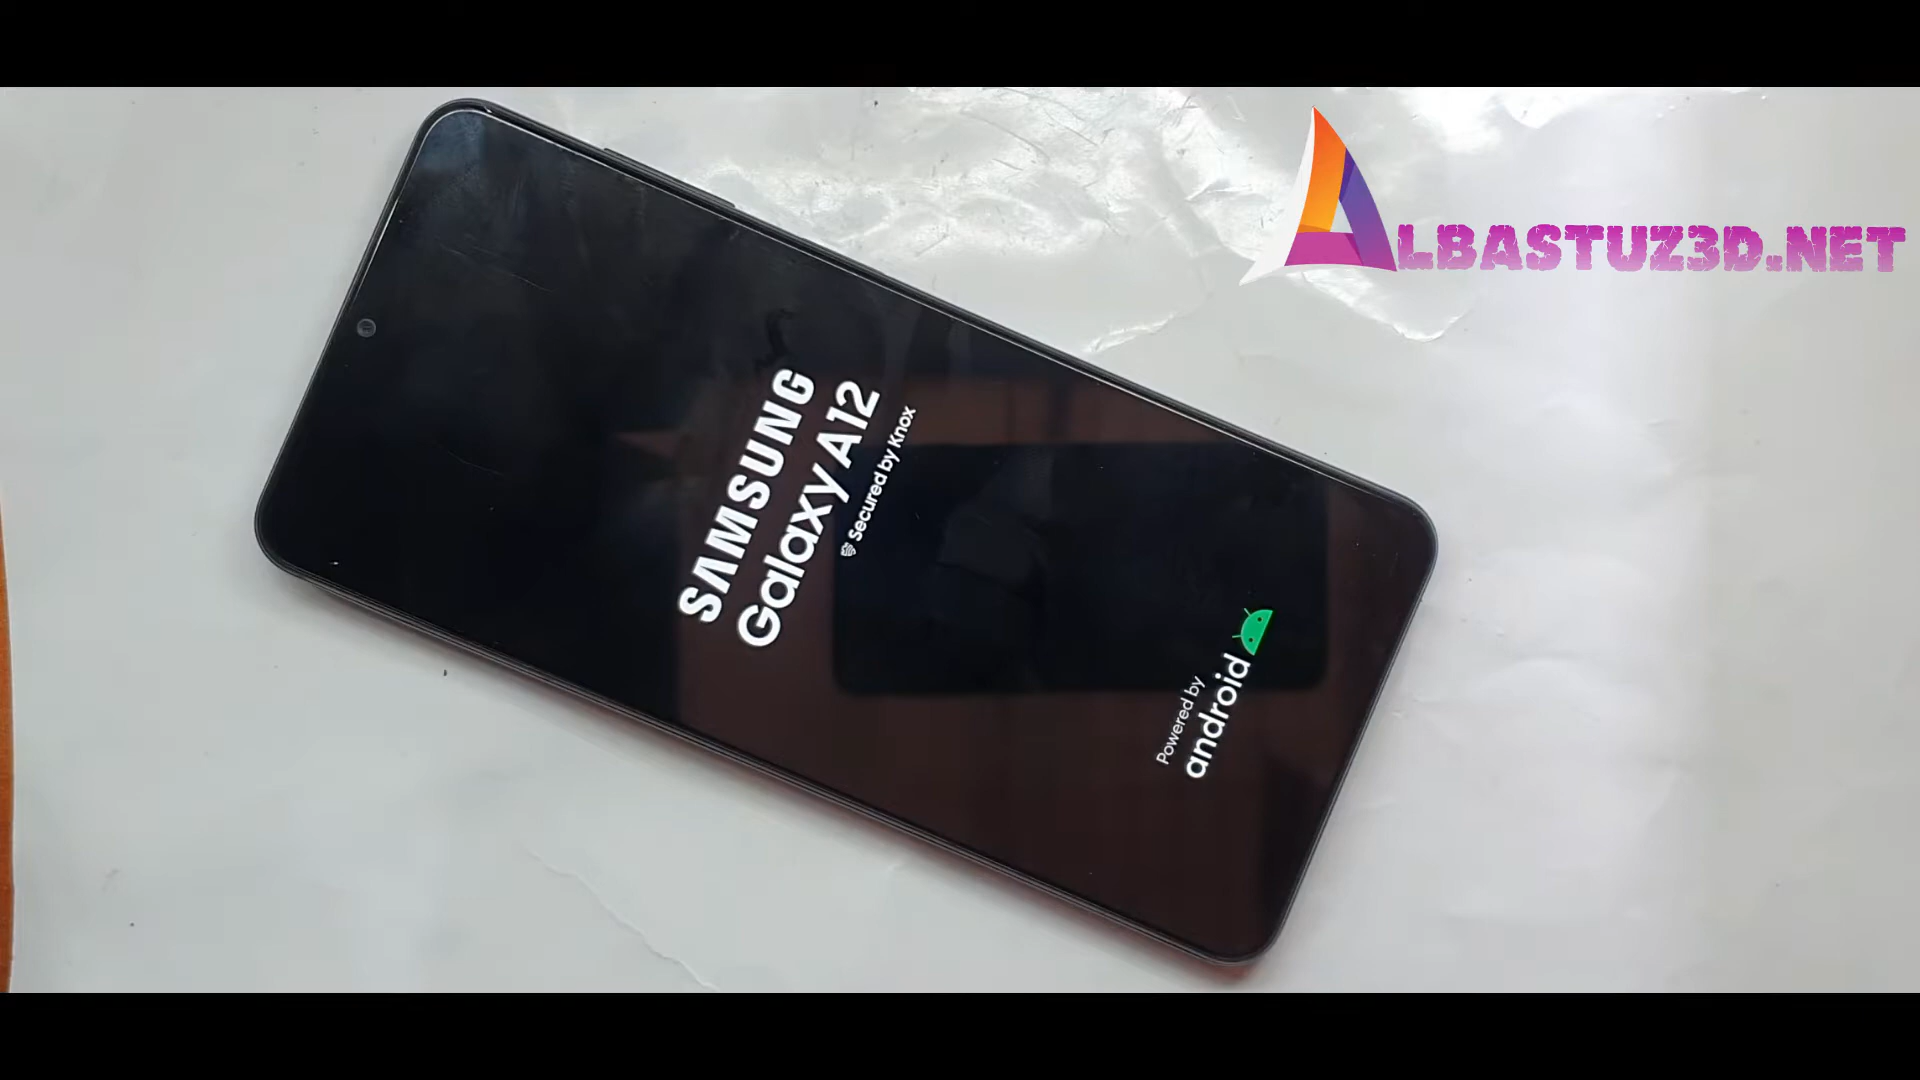 SAMSUNG
Galaxy A12
Secured by Knox
Powered by
android
ALBASTUZ3D.NET